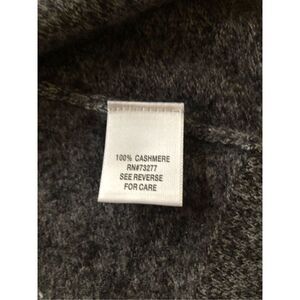 100% CASHMERE
RN#73277
SEE REVERSE
FOR CARE